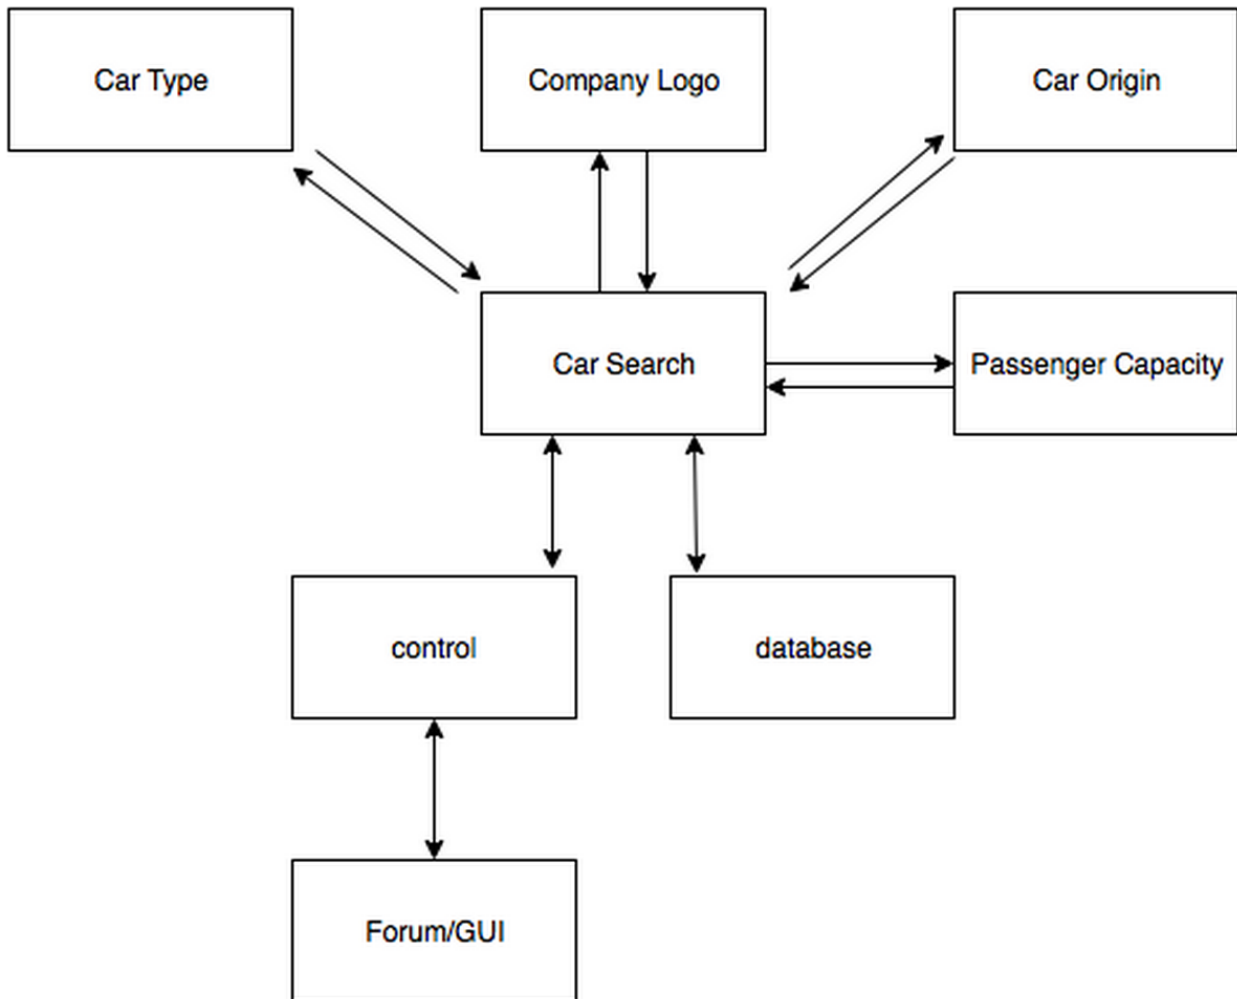 Car Type
Company Logo
Car Origin
Car Search
Passenger Capacity
control
database
Forum/GUI